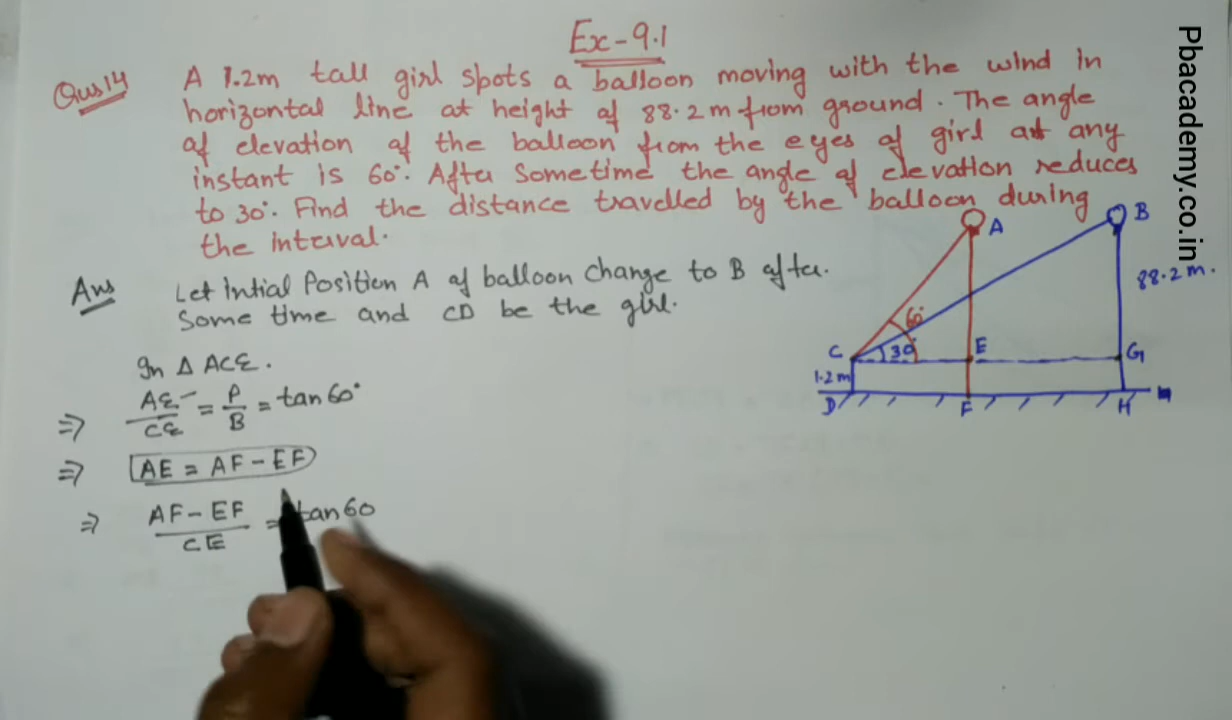 Ex-9.1
Qus14 A 1.2m tall girl spots a balloon moving with the wind in
horizontal line at height of 88.2 m from ground. The angle
of elevation of the balloon from the eyes of girl at any
instant is 60°. After Sometime the angle of elevation reduces
to 30°. Find the distance travelled by the balloon during
the interval.
Ans Let Intial Position A of balloon Change to B after.
Some time and CD be the girl.
In Δ ACE.
⇒ AE/CE = P/B = tan 60°
⇒ AE = AF - EF
⇒ AF - EF/CE = tan 60
A
B
88.2 m.
60°
30°
C
E
G
1.2 m
D
F
H
Pbacademy.co.in